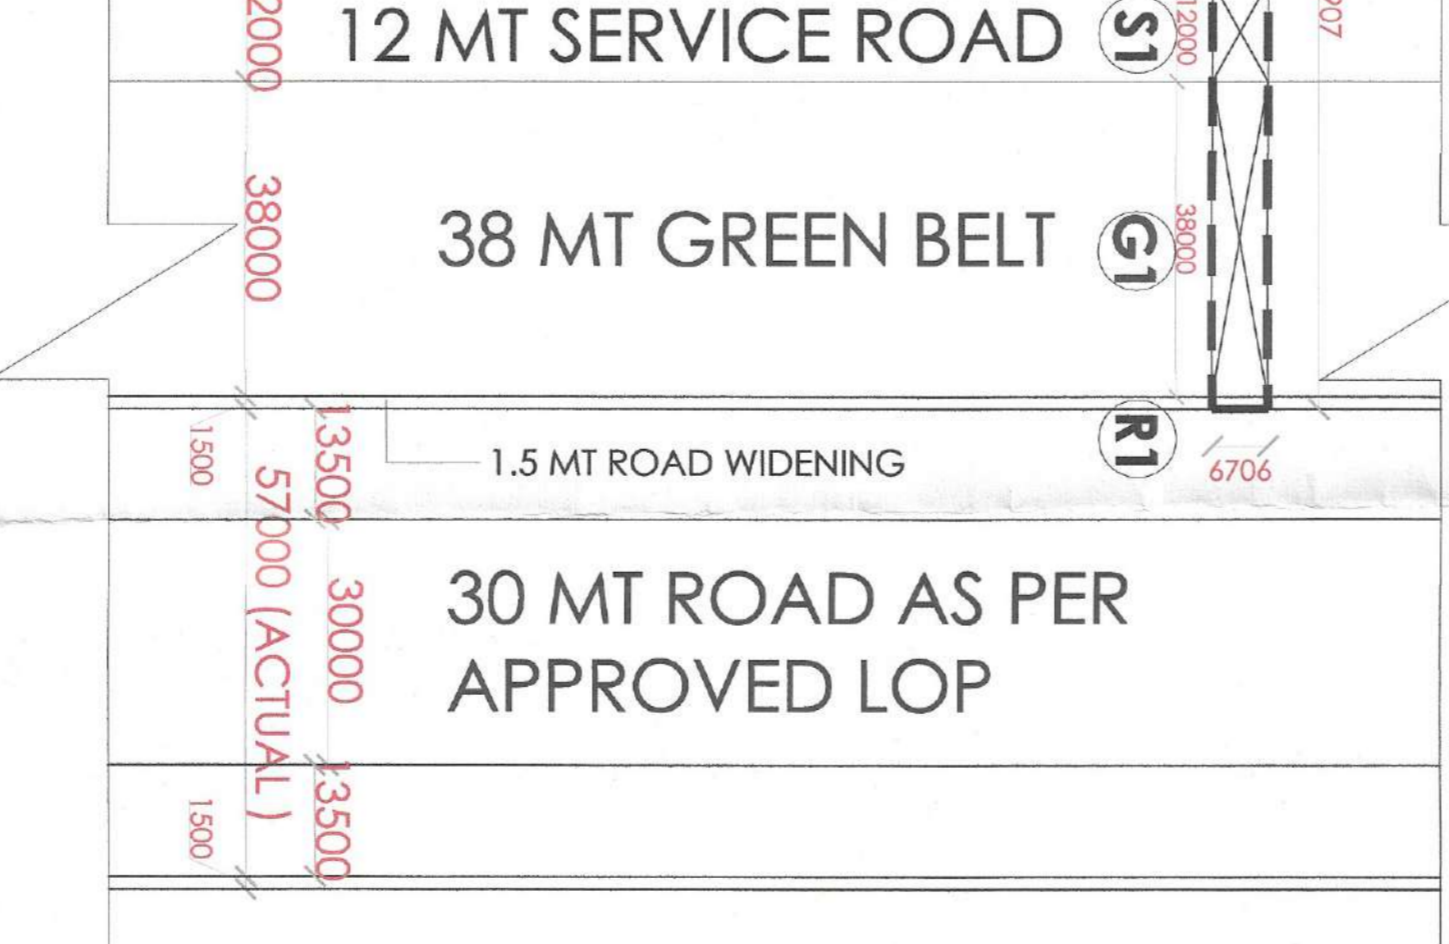 2000
12 MT SERVICE ROAD
S1
12000
207
38000
38 MT GREEN BELT
G1
38000
1500
13500
1.5 MT ROAD WIDENING
R1
6706
57000 (ACTUAL )
30000
30 MT ROAD AS PER
APPROVED LOP
1500
13500